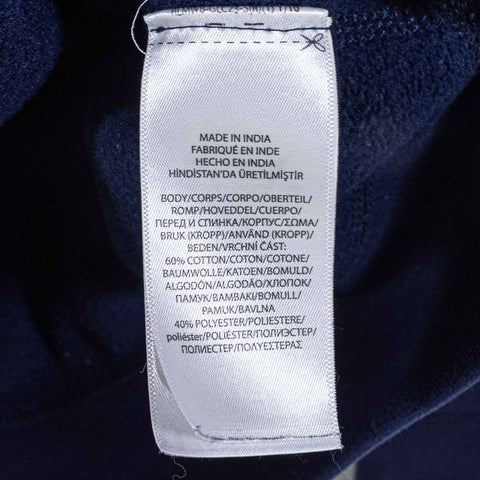 MADE IN INDIA
FABRIQUÉ EN INDE
HECHO EN INDIA
HİNDİSTAN'DA ÜRETİLMİŞTİR
BODY/CORPS/CORPO/OBERTEIL/
ROMP/HOVEDDEL/CUERPO/
ПЕРЕД И СПИНКА/КОРПУС/ΣΩΜΑ/
BRUK (KROPP)/ANVÄND (KROPP)/
BEDEN/VRCHNÍ ČÁST:
60% COTTON/COTON/COTONE/
BAUMWOLLE/KATOEN/BOMULD/
ALGODÓN/ALGODÃO/ХЛОПОК/
ПАМУК/ΒΑΜΒΑΚΙ/BOMULL/
PAMUK/BAVLNA
40% POLYESTER/POLIESTERE/
poliéster/POLIÉSTER/ПОЛИЭСТЕР/
ПОЛИЕСТЕР/ΠΟΛΥΕΣΤΕΡΑΣ